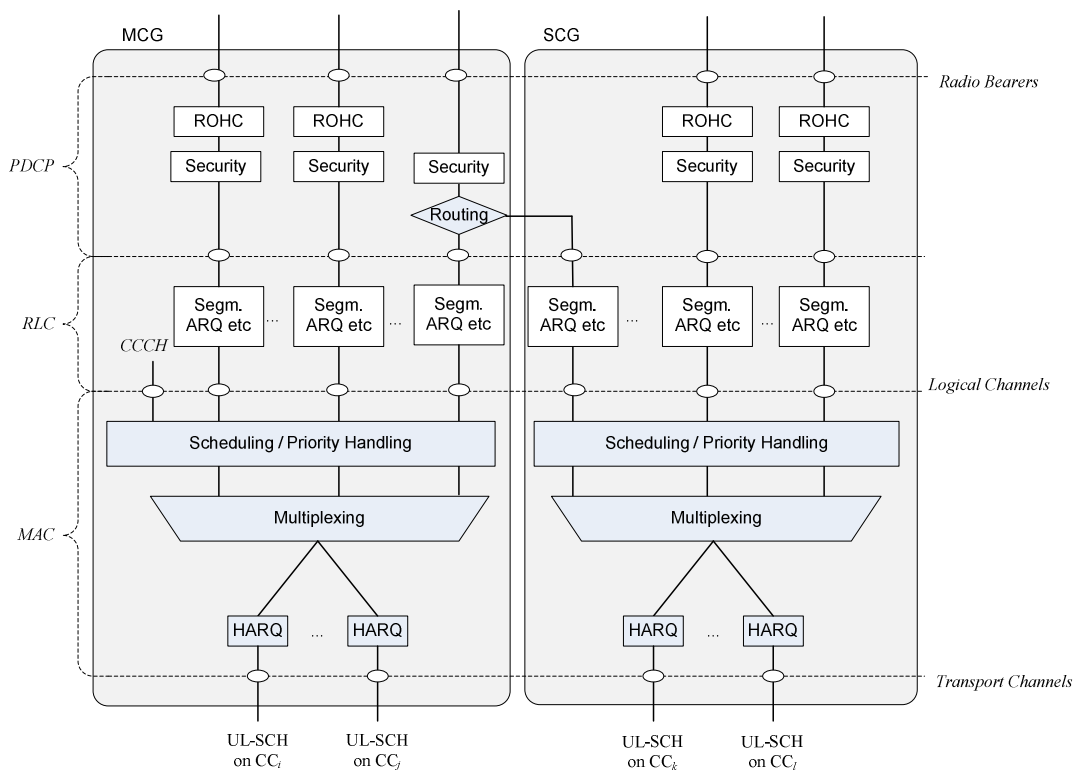 MCG
SCG
Radio Bearers
ROHC
ROHC
ROHC
ROHC
PDCP
Security
Security
Security
Security
Security
Routing
RLC
Segm.
ARQ etc
...
Segm.
ARQ etc
...
Segm.
ARQ etc
Segm.
ARQ etc
...
Segm.
ARQ etc
...
Segm.
ARQ etc
CCCH
Logical Channels
Scheduling / Priority Handling
Scheduling / Priority Handling
Multiplexing
Multiplexing
MAC
HARQ
...
HARQ
HARQ
...
HARQ
Transport Channels
UL-SCH
on CCi
UL-SCH
on CCj
UL-SCH
on CCk
UL-SCH
on CCl